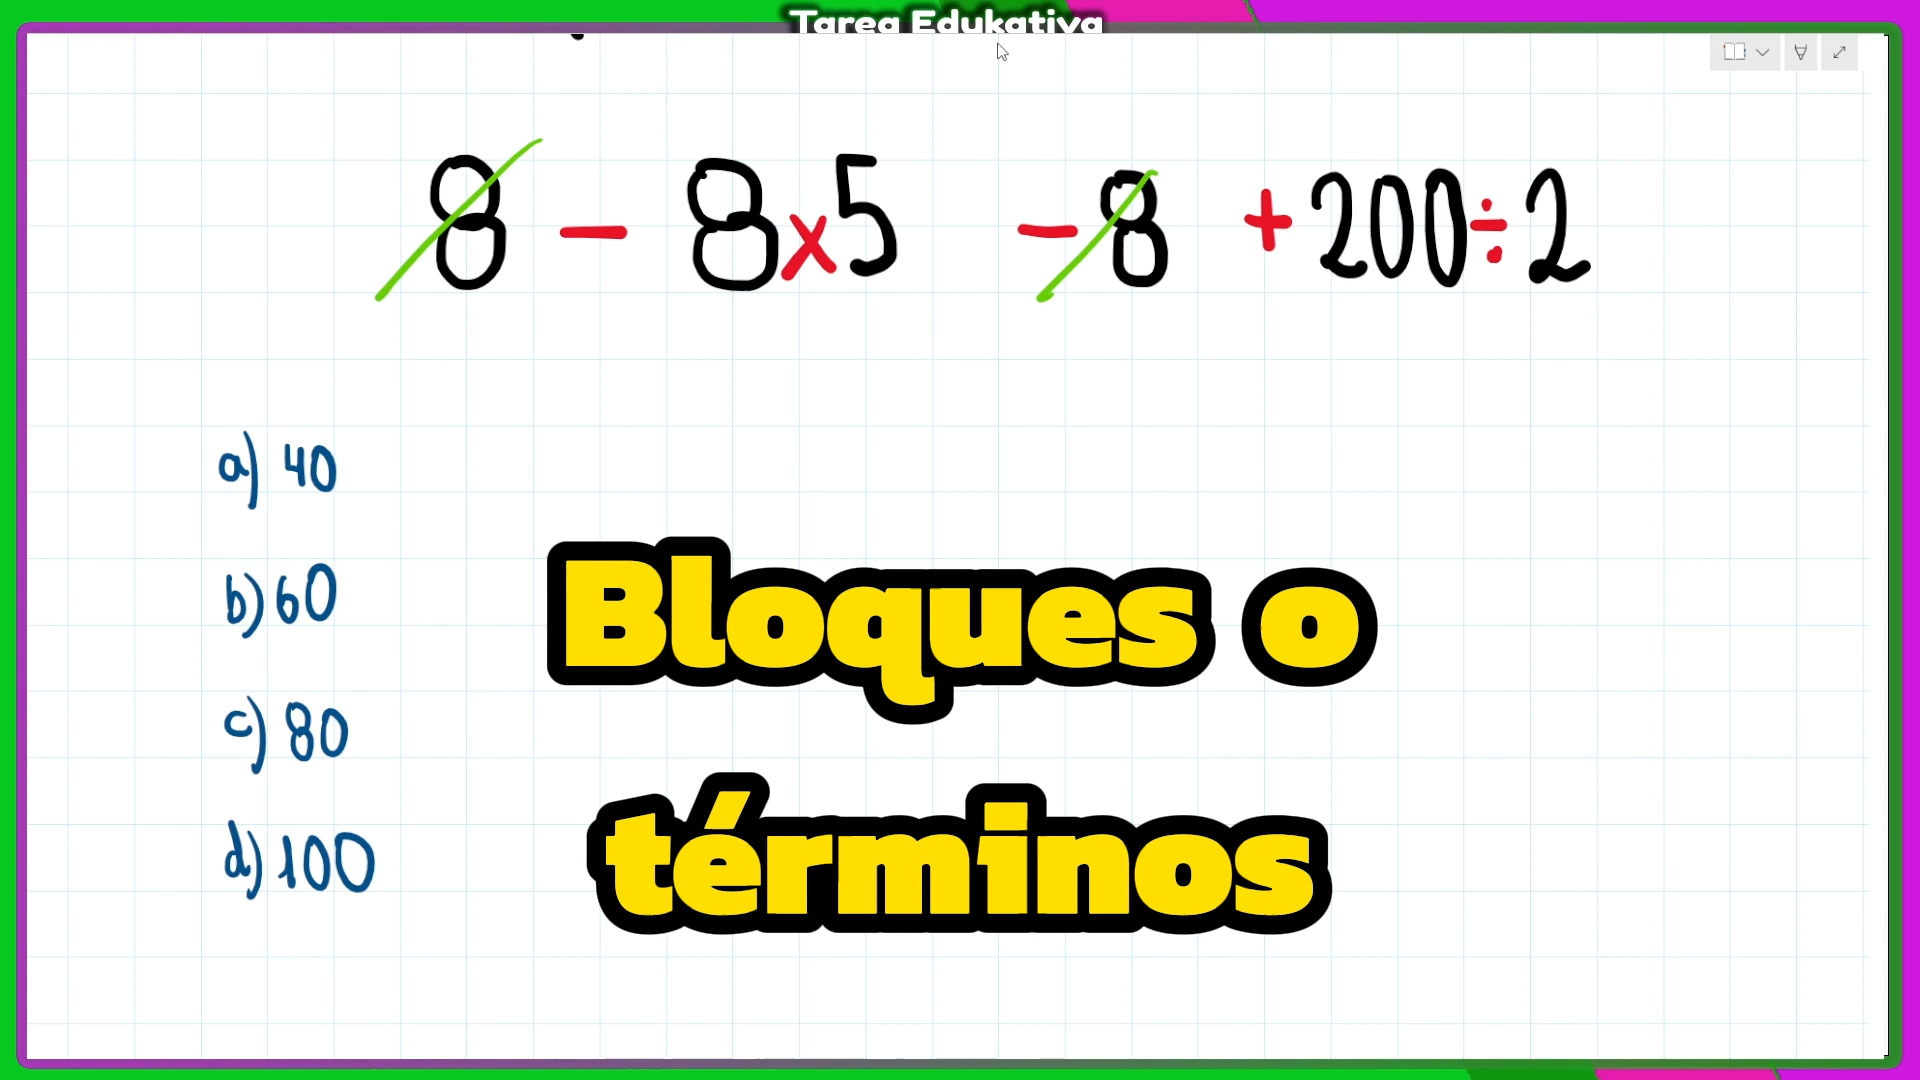 Tarea Edukativa
8 - 8x5 - 8 + 200÷2
a) 40
b) 60
c) 80
d) 100
Bloques o
términos